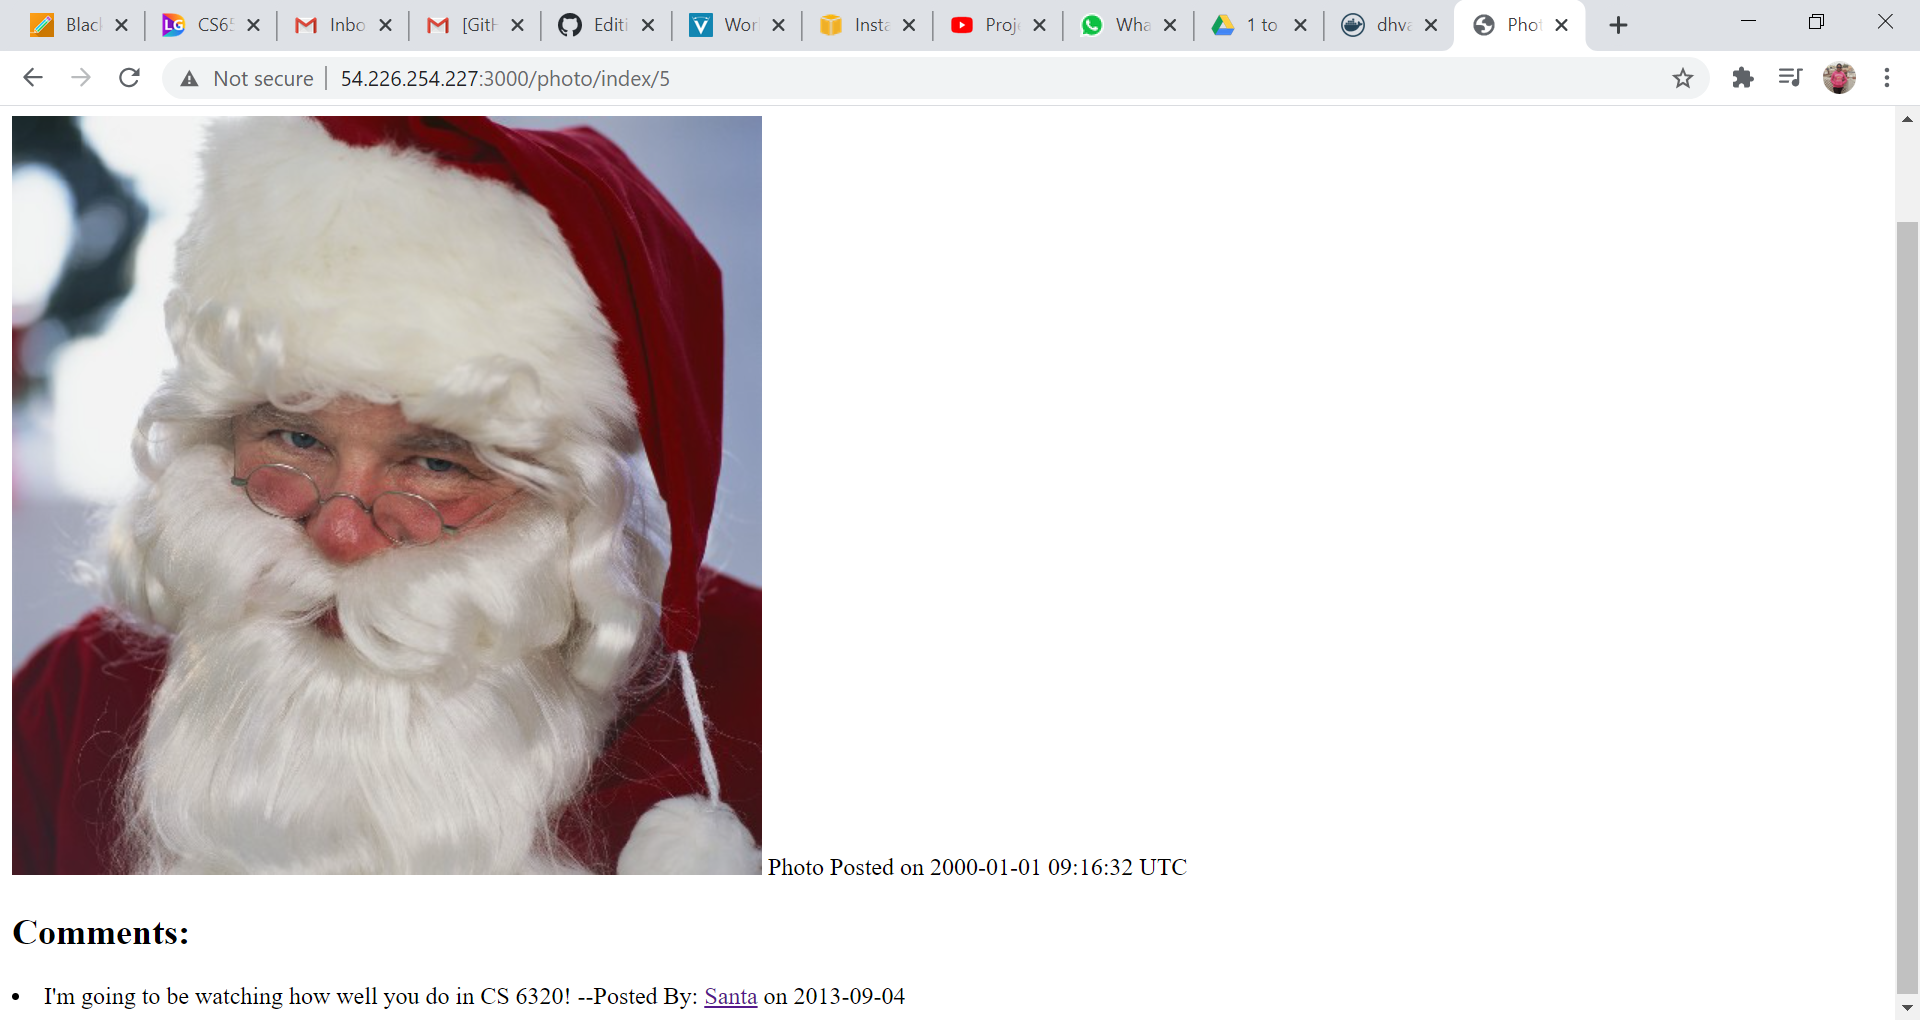 Blac CS65 Inbo [GitH Editi Wor Insta Proj Wha 1 to dhva Phot
Not secure 54.226.254.227:3000/photo/index/5
Photo Posted on 2000-01-01 09:16:32 UTC
Comments:
• I'm going to be watching how well you do in CS 6320! --Posted By: Santa on 2013-09-04